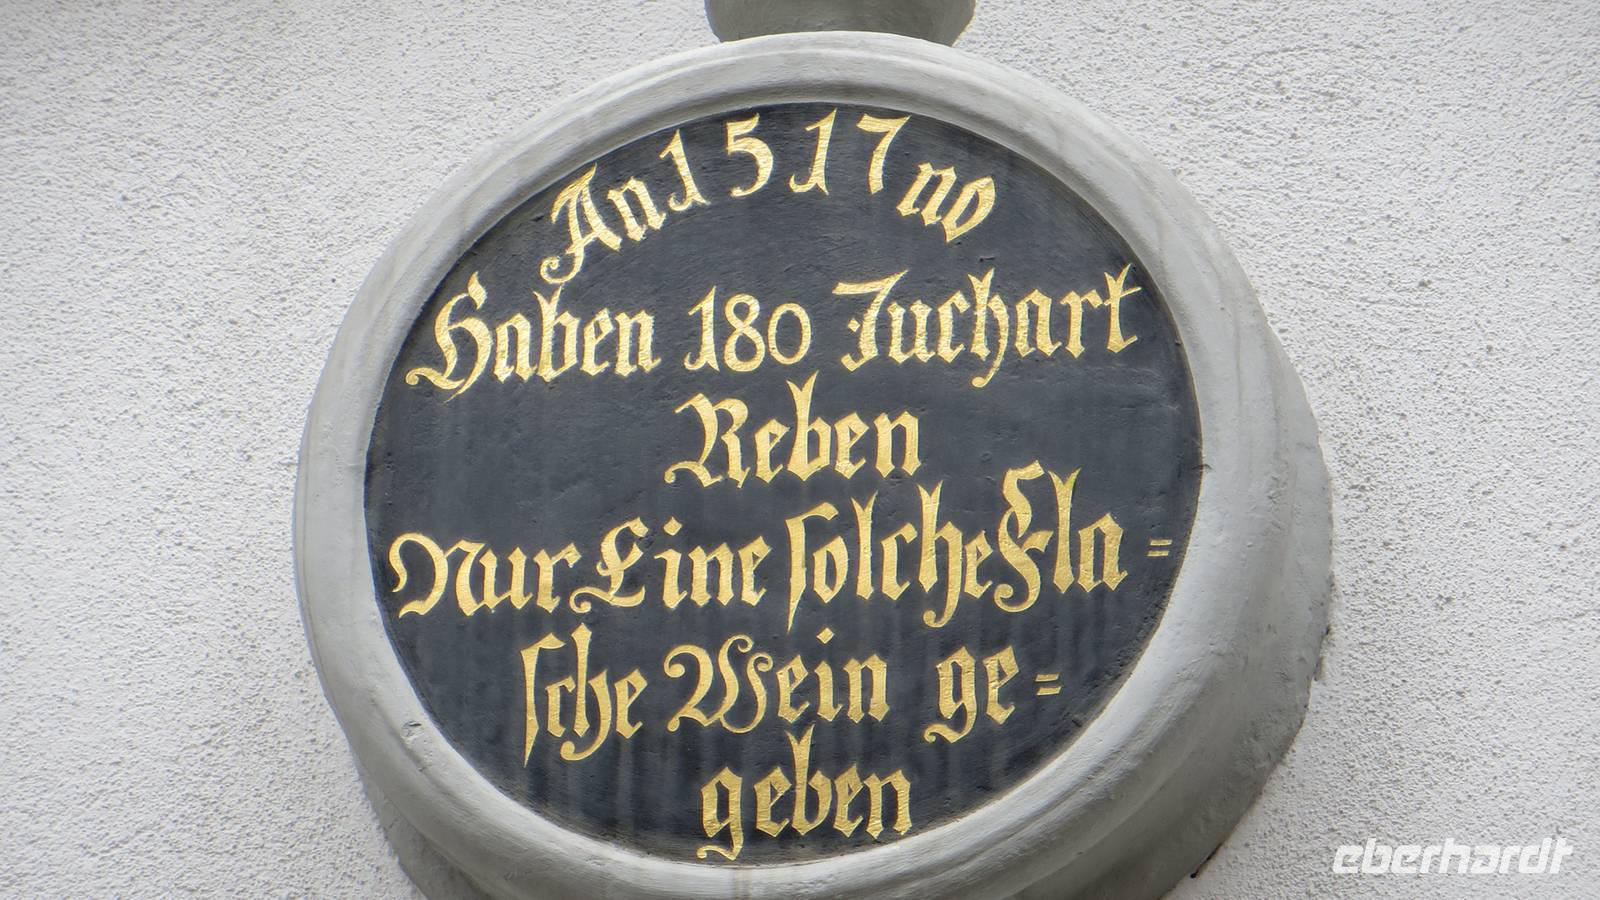 An 1517 no
Haben 180 Juchart
Reben
Nur Eine ſolche Fla=
ſche Wein ge=
geben
eberhardt